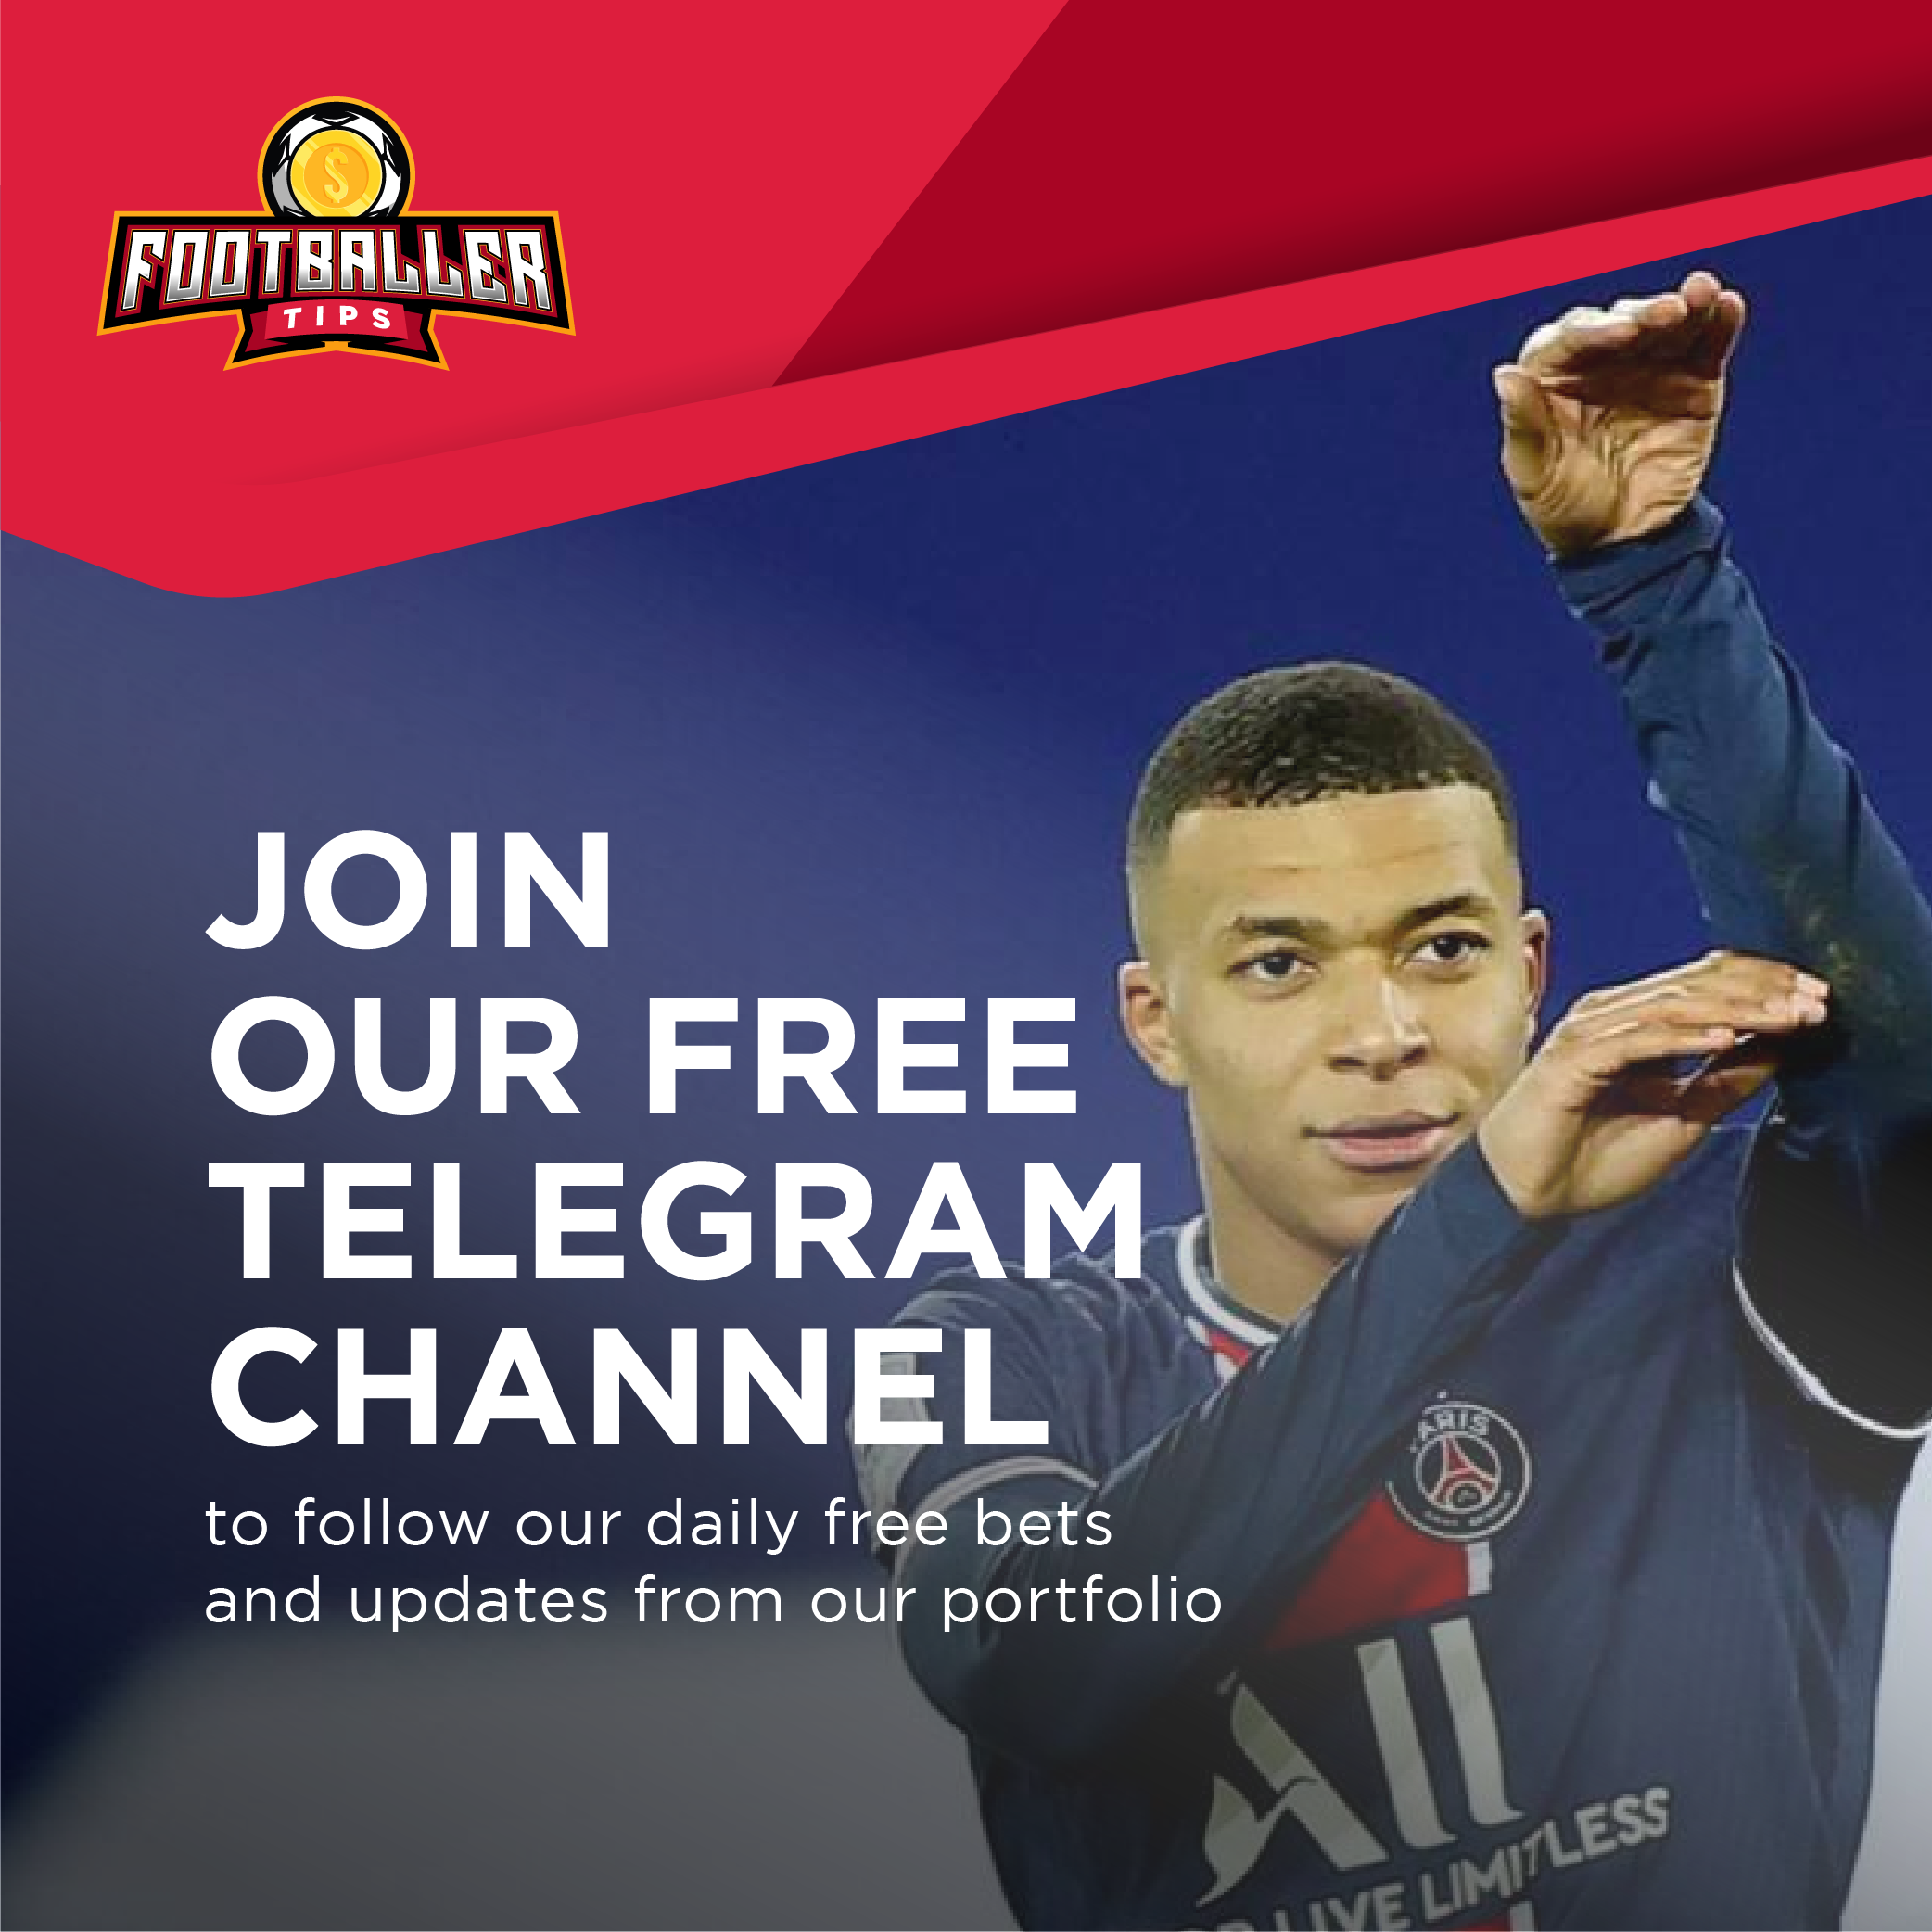 FOOTBALLER
TIPS
JOIN
OUR FREE
TELEGRAM
CHANNEL
to follow our daily free bets
and updates from our portfolio
PARIS
All
LIVE LIMITLESS